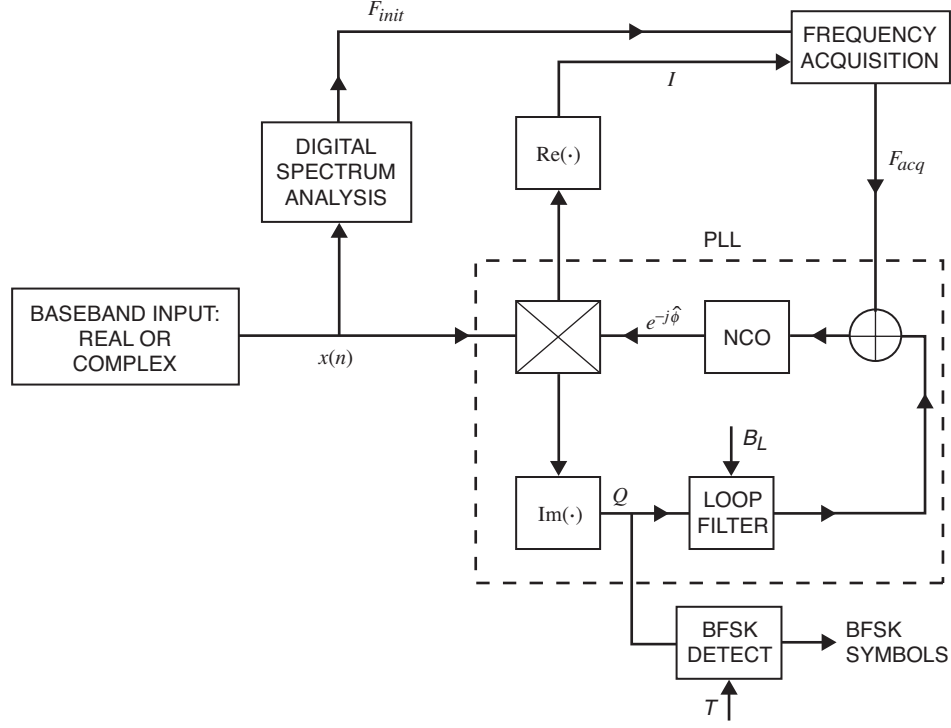 F_init
FREQUENCY
ACQUISITION
I
DIGITAL
SPECTRUM
ANALYSIS
Re(·)
F_acq
PLL
BASEBAND INPUT:
REAL OR
COMPLEX
x(n)
e^{-jφ̂}
NCO
B_L
Im(·)
Q
LOOP
FILTER
BFSK
DETECT
BFSK
SYMBOLS
T